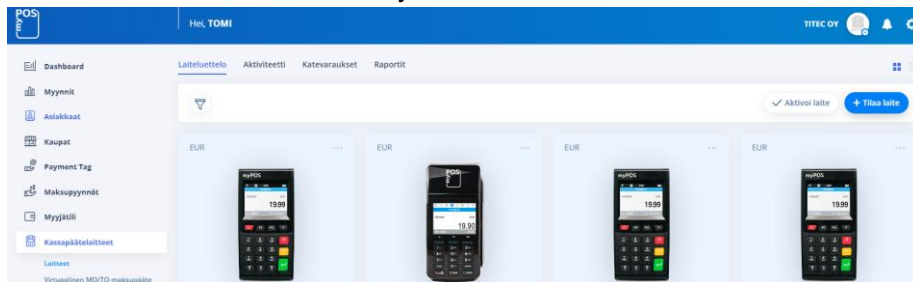 myPOS
Hei, TOMI
TITEC OY
Dashboard
Myynnit
Asiakkaat
Kaupat
Payment Tag
Maksupyynnöt
Myyjätili
Kassapäätelaitteet
Laitteet
Virtuaalinen MO/TO-maksupääte
Laiteluettelo Aktiviteetti Katevaraukset Raportit
Aktivoi laite
+ Tilaa laite
EUR
myPOS
19.99
EUR
myPOS
19.90
EUR
myPOS
19.99
EUR
myPOS
19.99